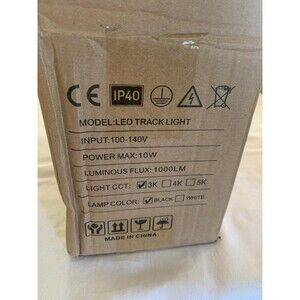 CE IP40
MODEL:LED TRACK LIGHT
INPUT:100-140V
POWER MAX:10W
LUMINOUS FLUX:1000LM
LIGHT CCT: ☑3K ☐4K ☐5K
LAMP COLOR: ☑BLACK ☐WHITE
MADE IN CHINA